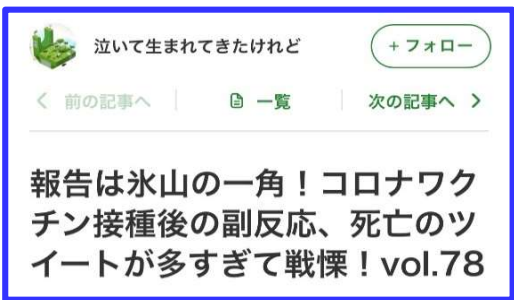 泣いて生まれてきたけれど
+ フォロー
< 前の記事へ
一覧
次の記事へ >
報告は氷山の一角！コロナワク
チン接種後の副反応、死亡のツ
イートが多すぎて戦慄！vol.78